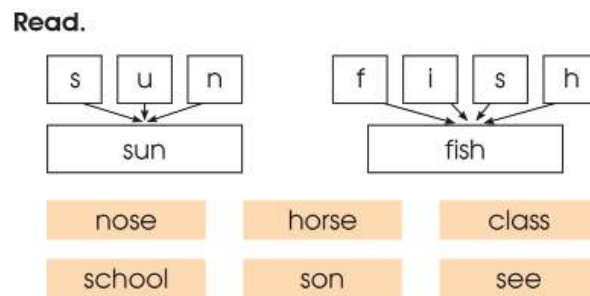 Read.
s u n f i s h
sun fish
nose horse class
school son see